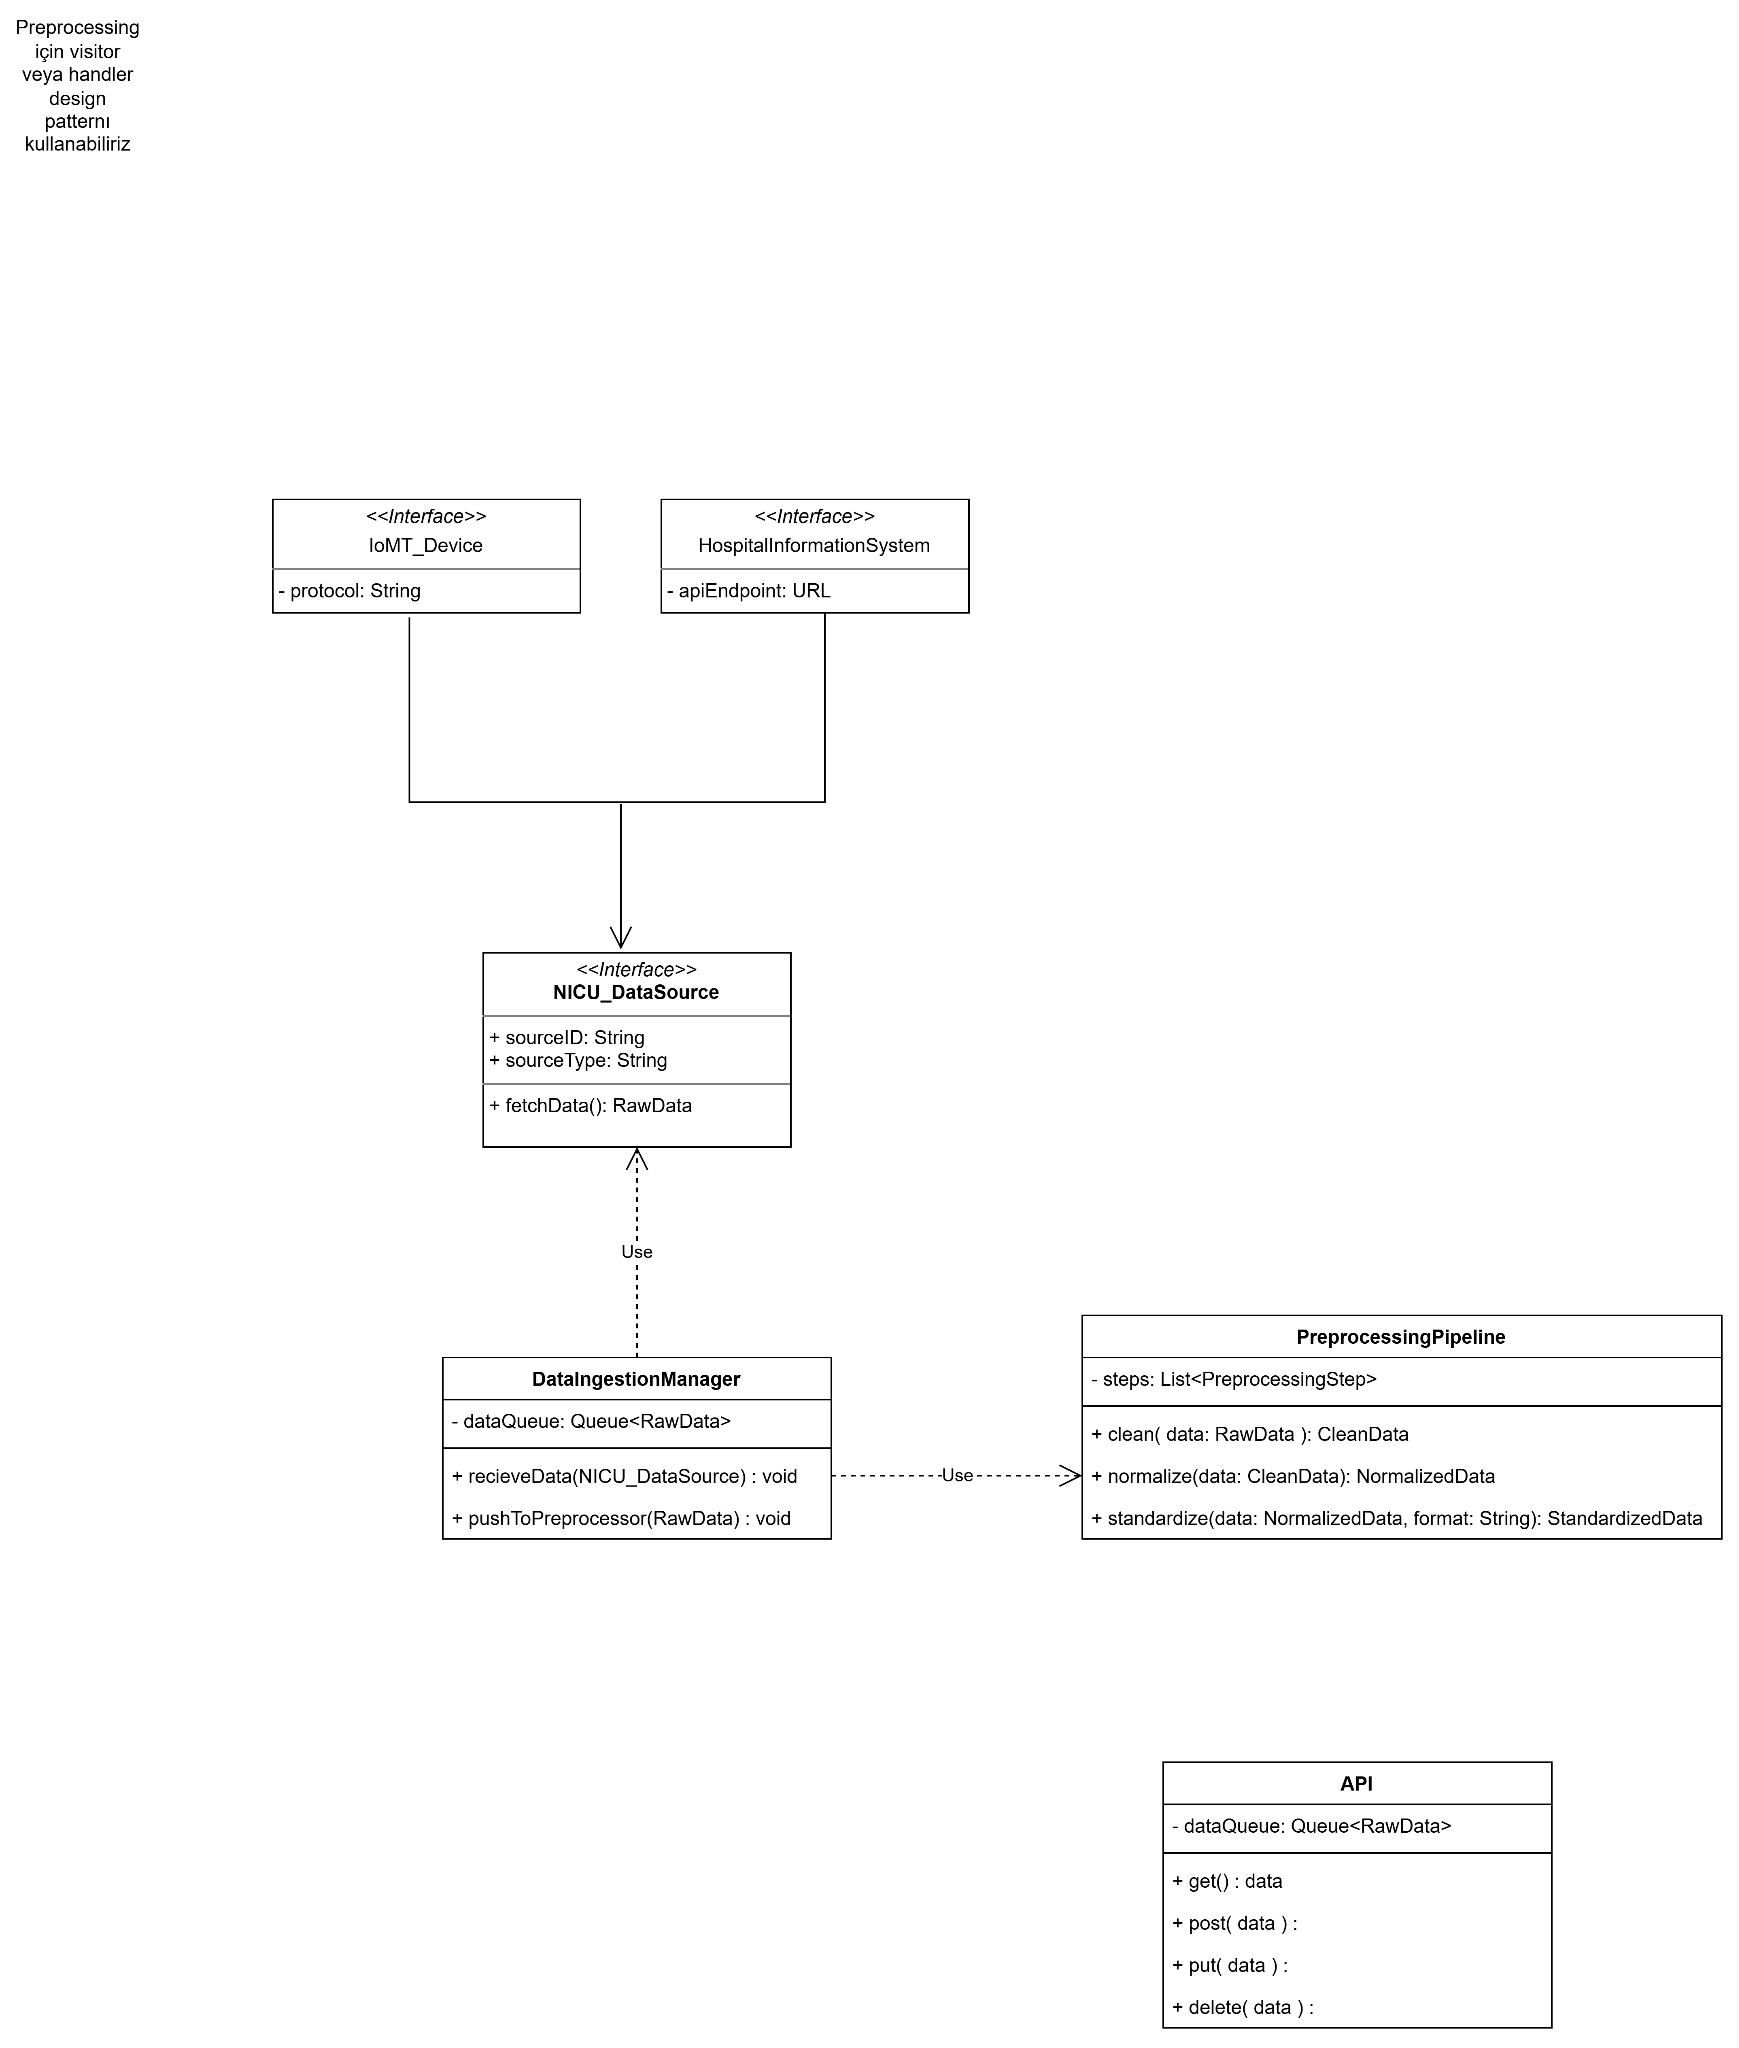 Preprocessing
için visitor
veya handler
design
patternı
kullanabiliriz
<<Interface>>
IoMT_Device
- protocol: String
<<Interface>>
HospitalInformationSystem
- apiEndpoint: URL
<<Interface>>
NICU_DataSource
+ sourceID: String
+ sourceType: String
+ fetchData(): RawData
Use
DataIngestionManager
- dataQueue: Queue<RawData>
+ recieveData(NICU_DataSource) : void
+ pushToPreprocessor(RawData) : void
Use
PreprocessingPipeline
- steps: List<PreprocessingStep>
+ clean( data: RawData ): CleanData
+ normalize(data: CleanData): NormalizedData
+ standardize(data: NormalizedData, format: String): StandardizedData
API
- dataQueue: Queue<RawData>
+ get() : data
+ post( data ) :
+ put( data ) :
+ delete( data ) :